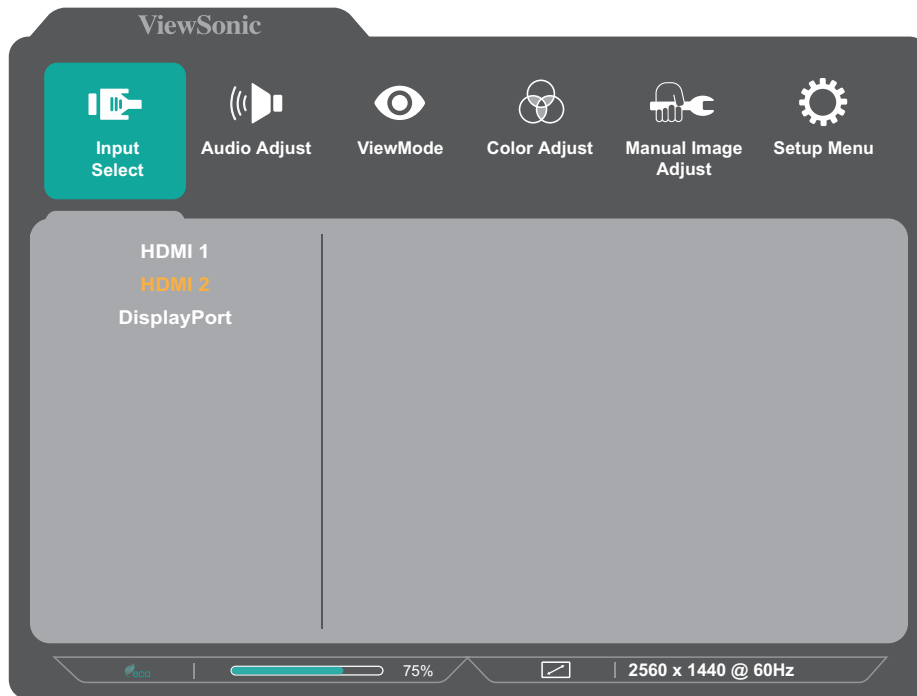 ViewSonic
Input
Select
Audio Adjust
ViewMode
Color Adjust
Manual Image
Adjust
Setup Menu
HDMI 1
HDMI 2
DisplayPort
eco
75%
2560 x 1440 @ 60Hz